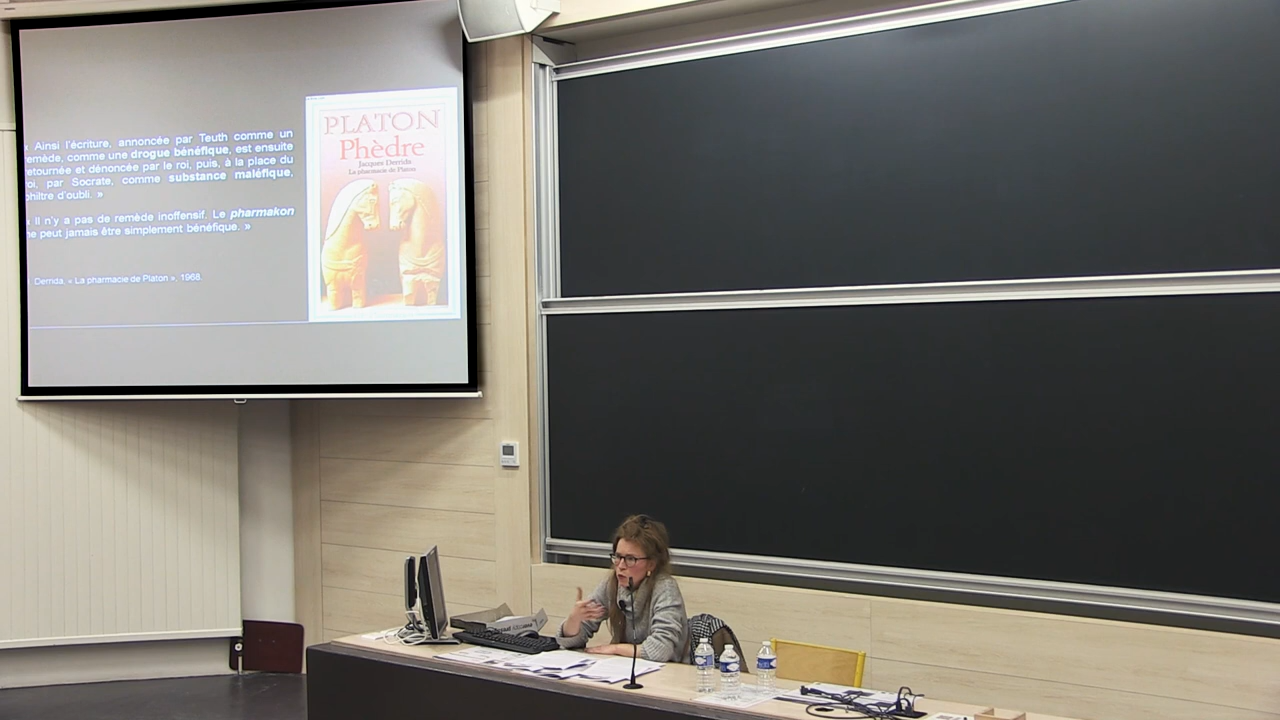 Ainsi l'écriture, annoncée par Teuth comme un
remède, comme une drogue bénéfique, est ensuite
retournée et dénoncée par le roi, puis, à la place du
roi, par Socrate, comme substance maléfique,
philtre d'oubli. »
Il n'y a pas de remède inoffensif. Le pharmakon
ne peut jamais être simplement bénéfique. »
Derrida, « La pharmacie de Platon », 1968.
PLATON
Phèdre
Jacques Derrida
La pharmacie de Platon